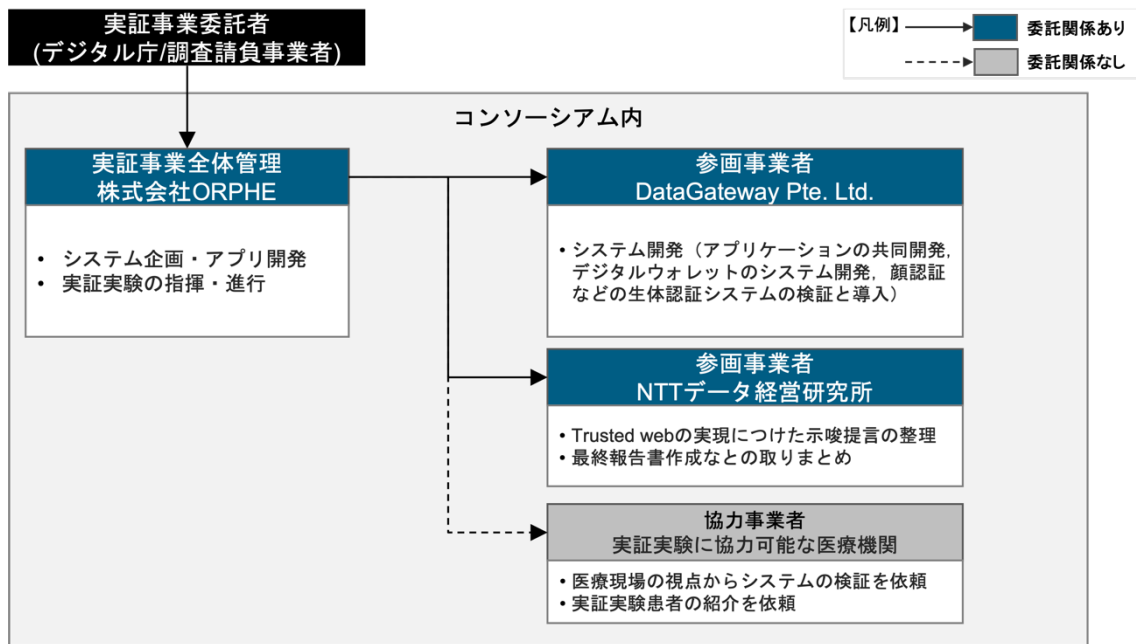 実証事業委託者
(デジタル庁/調査請負事業者)
【凡例】
委託関係あり
委託関係なし
コンソーシアム内
実証事業全体管理
株式会社ORPHE
• システム企画・アプリ開発
• 実証実験の指揮・進行
参画事業者
DataGateway Pte. Ltd.
• システム開発（アプリケーションの共同開発,
デジタルウォレットのシステム開発，顔認証
などの生体認証システムの検証と導入）
参画事業者
NTTデータ経営研究所
• Trusted webの実現につけた示唆提言の整理
• 最終報告書作成なとの取りまとめ
協力事業者
実証実験に協力可能な医療機関
• 医療現場の視点からシステムの検証を依頼
• 実証実験患者の紹介を依頼